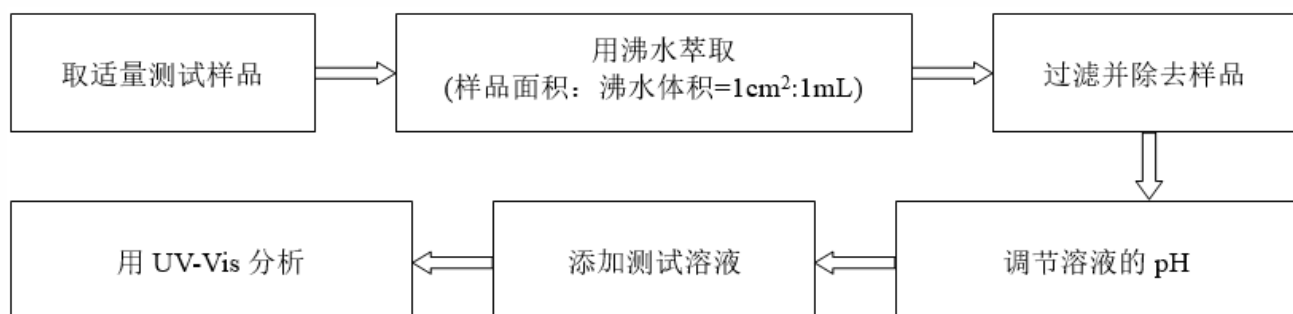 取适量测试样品
用沸水萃取
(样品面积：沸水体积=1cm²:1mL)
过滤并除去样品
调节溶液的 pH
添加测试溶液
用 UV-Vis 分析